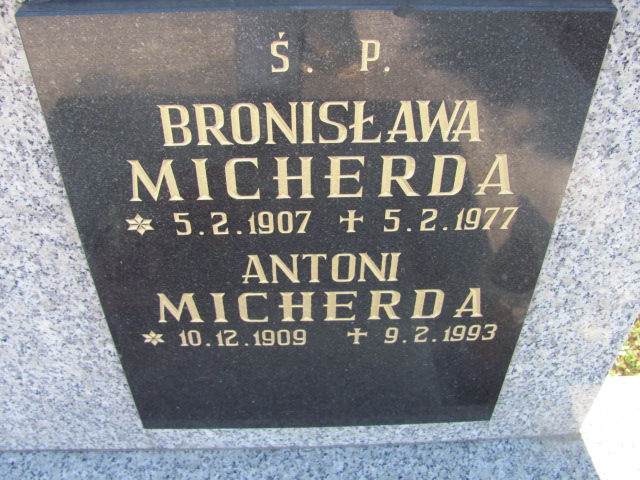 Ś. P.
BRONISŁAWA
MICHERDA
* 5.2.1907 + 5.2.1977
ANTONI
MICHERDA
* 10.12.1909 + 9.2.1993